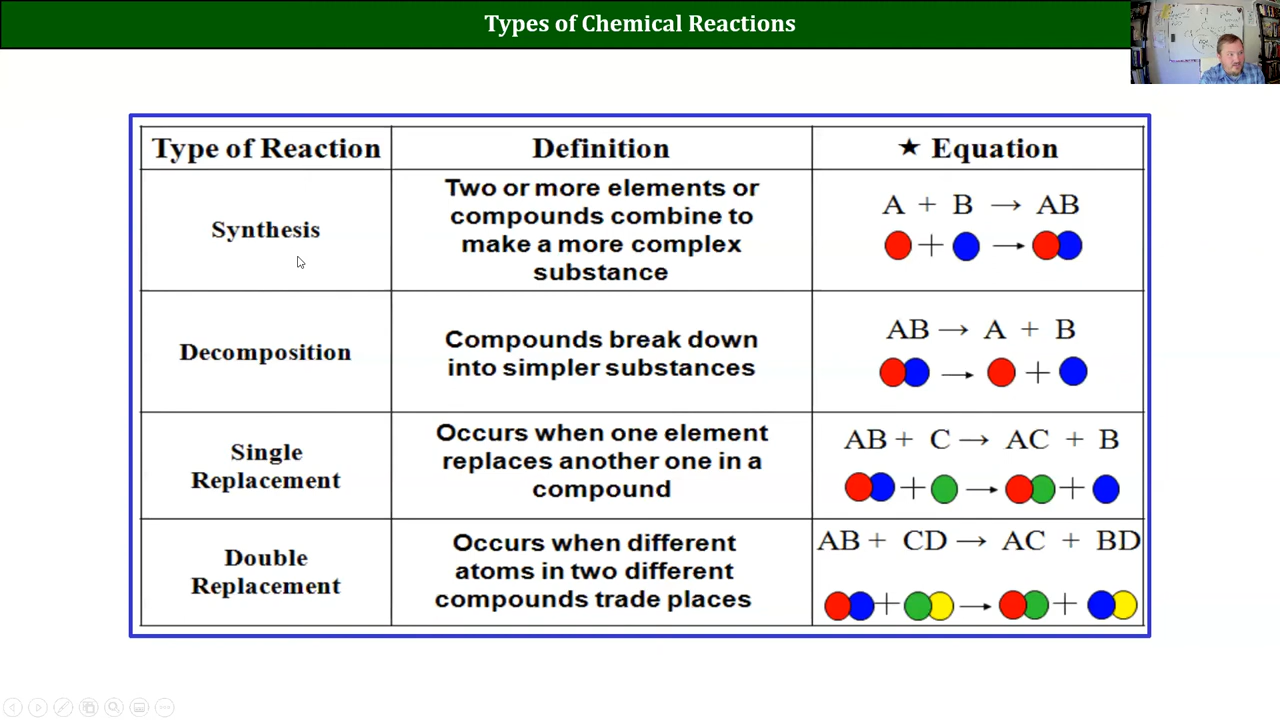 Types of Chemical Reactions
Type of Reaction
Definition
★ Equation
Synthesis
Two or more elements or
compounds combine to
make a more complex
substance
A + B → AB
+ →
Decomposition
Compounds break down
into simpler substances
AB → A + B
→ +
Single
Replacement
Occurs when one element
replaces another one in a
compound
AB + C → AC + B
+ → +
Double
Replacement
Occurs when different
atoms in two different
compounds trade places
AB + CD → AC + BD
+ → +